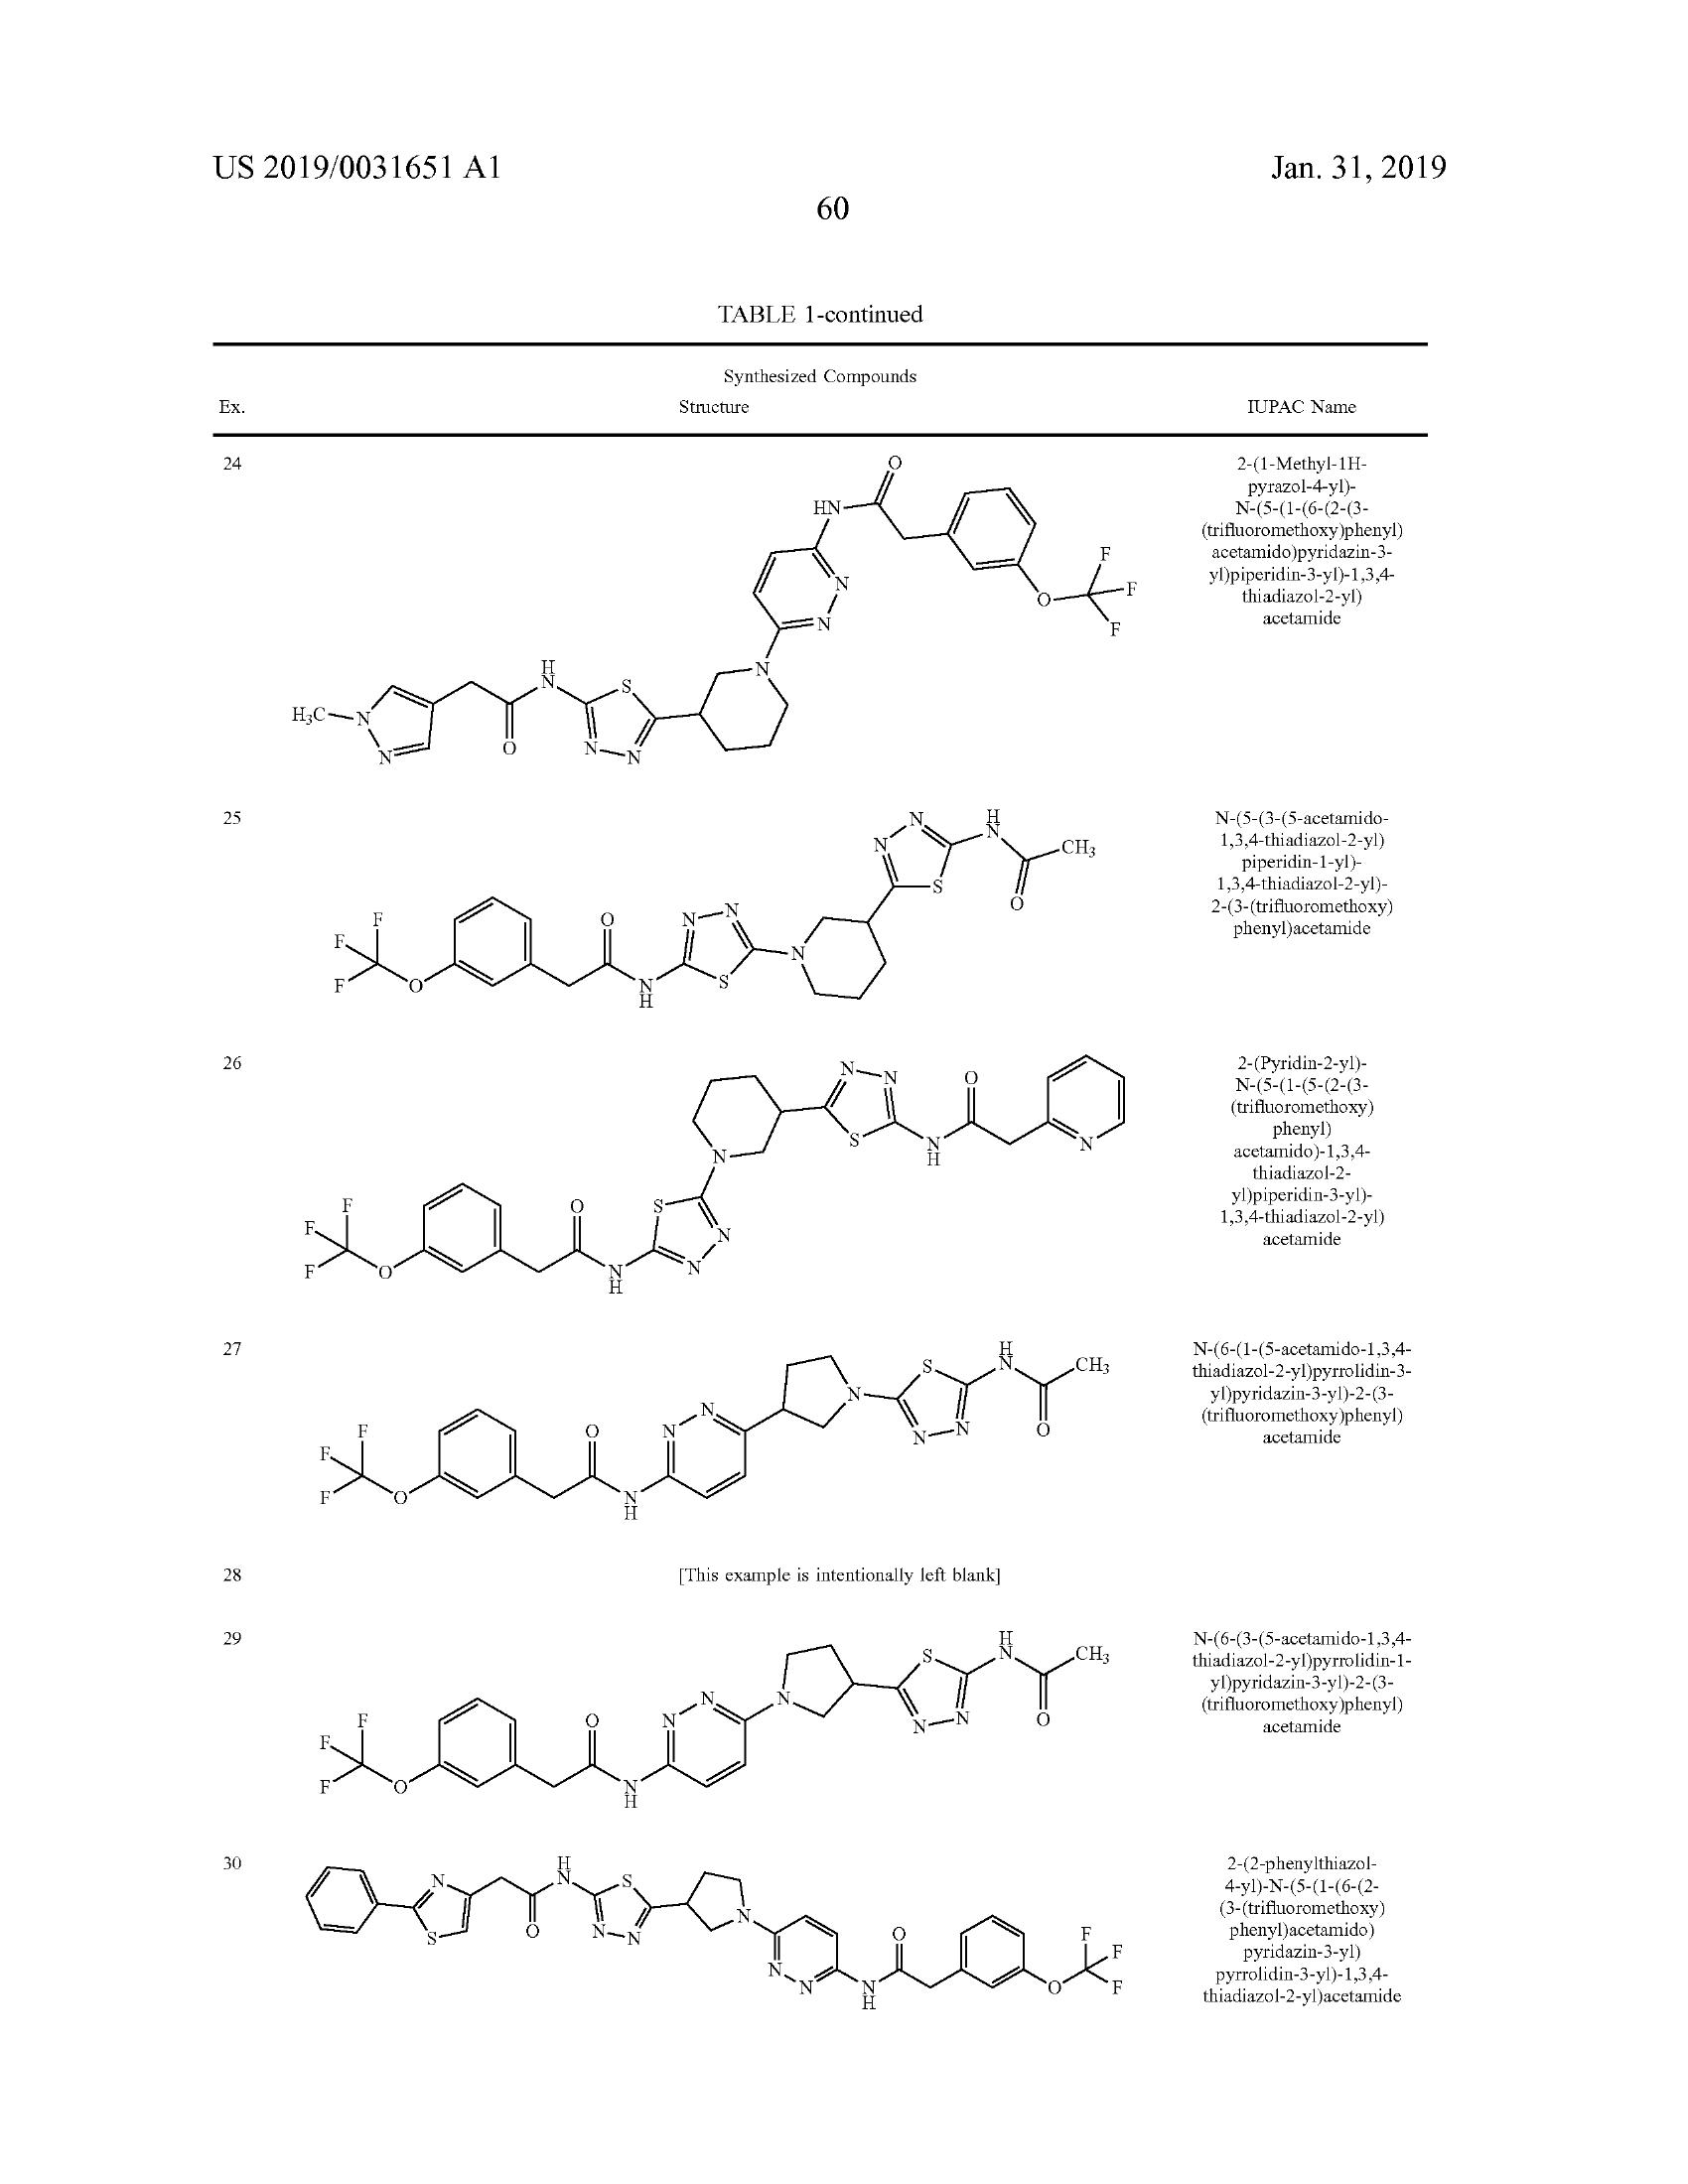 US 2019/0031651 A1
Jan. 31, 2019
60
TABLE 1-continued
Synthesized Compounds
Ex.
Structure
IUPAC Name
24
O
HN
F
N
F
O
N
F
H
N
N
S
H₃C
N
N
O
N
N
2-(1-Methyl-1H-
pyrazol-4-yl)-
N-(5-(1-(6-(2-(3-
(trifluoromethoxy)phenyl)
acetamido)pyridazin-3-
yl)piperidin-3-yl)-1,3,4-
thiadiazol-2-yl)
acetamide
25
N
H
N
N
CH₃
S
O
N
N
F
O
F
N
F
O
N
H
S
N-(5-(3-(5-acetamido-
1,3,4-thiadiazol-2-yl)
piperidin-1-yl)-
1,3,4-thiadiazol-2-yl)-
2-(3-(trifluoromethoxy)
phenyl)acetamide
26
N
N
O
S
N
H
N
N
F
O
S
F
N
F
O
N
H
N
2-(Pyridin-2-yl)-
N-(5-(1-(5-(2-(3-
(trifluoromethoxy)
phenyl)
acetamido)-1,3,4-
thiadiazol-2-
yl)piperidin-3-yl)-
1,3,4-thiadiazol-2-yl)
acetamide
27
H
N
S
CH₃
N
N
O
F
O
N
N
N
F
F
O
N
H
N-(6-(1-(5-acetamido-1,3,4-
thiadiazol-2-yl)pyrrolidin-3-
yl)pyridazin-3-yl)-2-(3-
(trifluoromethoxy)phenyl)
acetamide
28
[This example is intentionally left blank]
29
H
N
S
CH₃
N
N
F
O
N
N
N
O
F
F
O
N
H
N-(6-(3-(5-acetamido-1,3,4-
thiadiazol-2-yl)pyrrolidin-1-
yl)pyridazin-3-yl)-2-(3-
(trifluoromethoxy)phenyl)
acetamide
30
H
N
N
S
N
S
O
N
N
O
F
F
N
N
N
H
O
F
2-(2-phenylthiazol-
4-yl)-N-(5-(1-(6-(2-
(3-(trifluoromethoxy)
phenyl)acetamido)
pyridazin-3-yl)
pyrrolidin-3-yl)-1,3,4-
thiadiazol-2-yl)acetamide